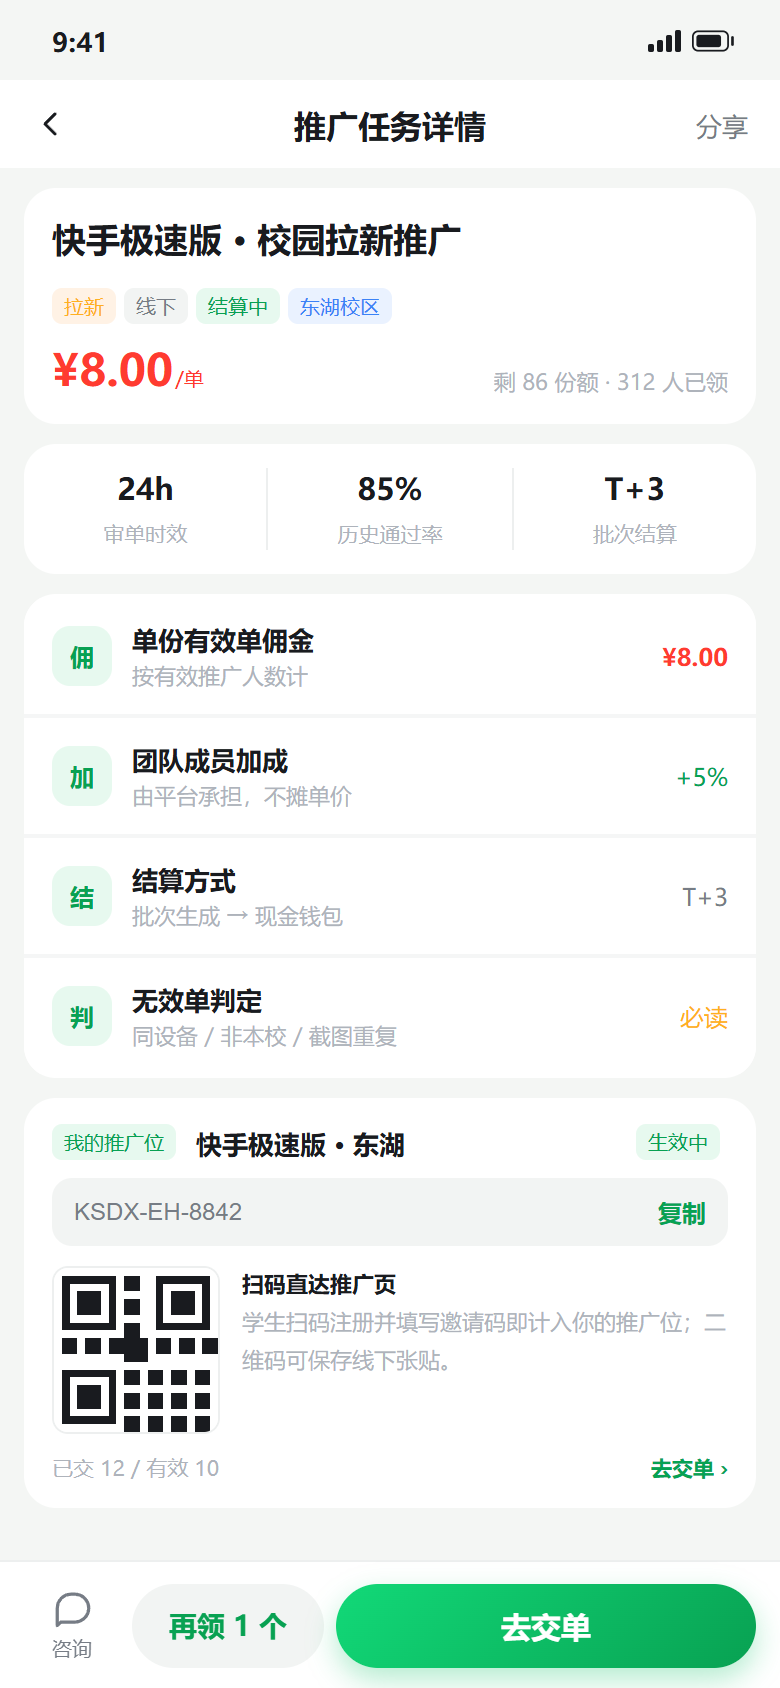 9:41
推广任务详情
分享
快手极速版 · 校园拉新推广
拉新 线下 结算中 东湖校区
¥8.00/单
剩 86 份额 · 312 人已领
24h 85% T+3
审单时效 历史通过率 批次结算
佣
单份有效单佣金
按有效推广人数计
¥8.00
加
团队成员加成
由平台承担，不摊单价
+5%
结
结算方式
批次生成 → 现金钱包
T+3
判
无效单判定
同设备 / 非本校 / 截图重复
必读
我的推广位 快手极速版 · 东湖 生效中
KSDX-EH-8842 复制
扫码直达推广页
学生扫码注册并填写邀请码即计入你的推广位；二
维码可保存线下张贴。
已交 12 / 有效 10 去交单 ›
咨询
再领 1 个
去交单